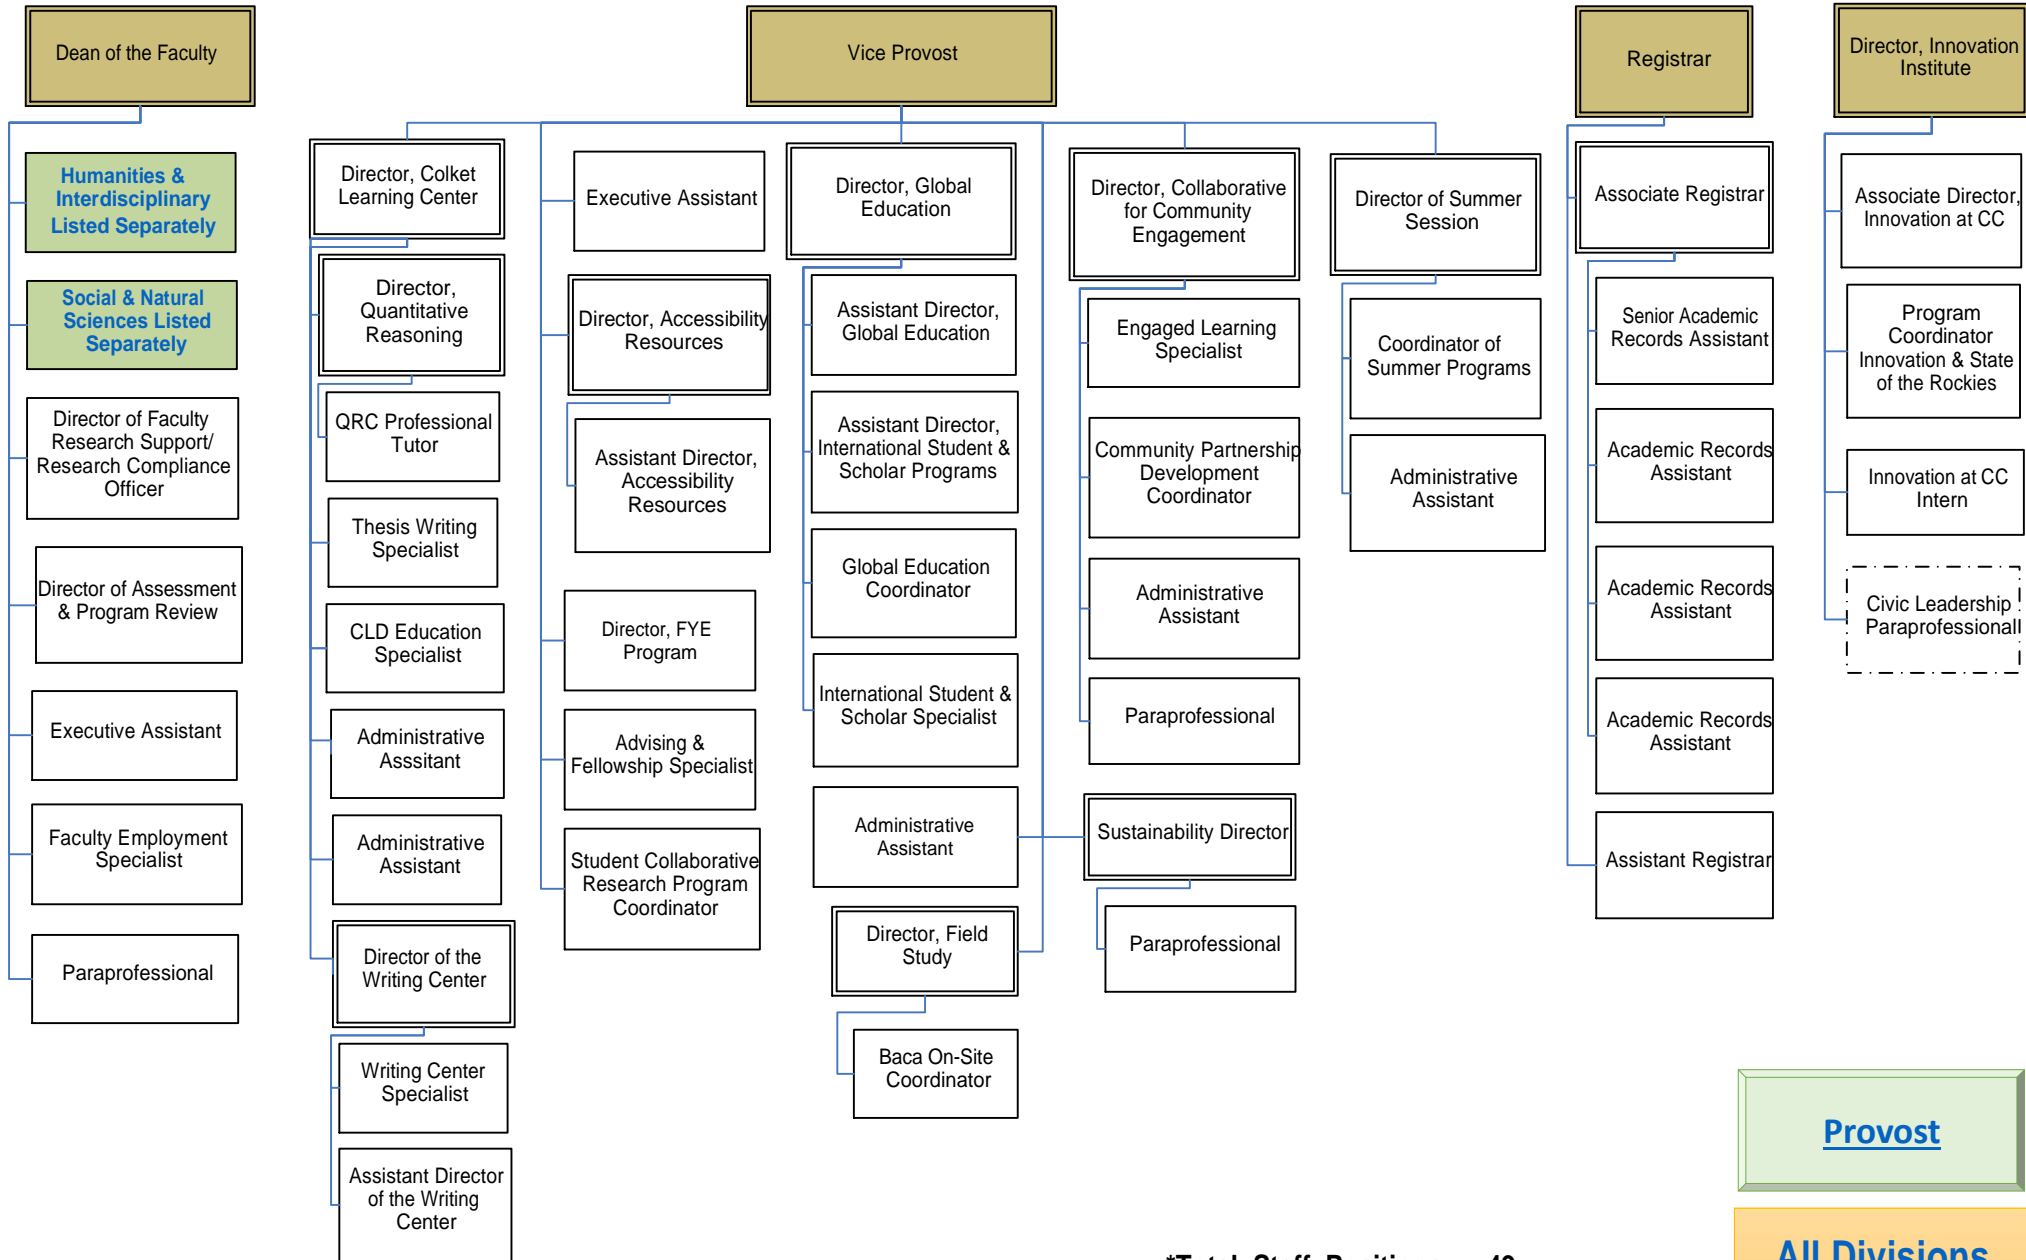 Dean of the Faculty
Vice Provost
Registrar
Director, Innovation
Institute
Humanities &
Interdisciplinary
Listed Separately
Social & Natural
Sciences Listed
Separately
Director of Faculty
Research Support/
Research Compliance
Officer
Director of Assessment
& Program Review
Executive Assistant
Faculty Employment
Specialist
Paraprofessional
Director, Colket
Learning Center
Director,
Quantitative
Reasoning
QRC Professional
Tutor
Thesis Writing
Specialist
CLD Education
Specialist
Administrative
Asssitant
Administrative
Assistant
Director of the
Writing Center
Writing Center
Specialist
Assistant Director
of the Writing
Center
Executive Assistant
Director, Accessibility
Resources
Assistant Director,
Accessibility
Resources
Director, FYE
Program
Advising &
Fellowship Specialist
Student Collaborative
Research Program
Coordinator
Director, Global
Education
Assistant Director,
Global Education
Assistant Director,
International Student &
Scholar Programs
Global Education
Coordinator
International Student &
Scholar Specialist
Administrative
Assistant
Director, Field
Study
Baca On-Site
Coordinator
Director, Collaborative
for Community
Engagement
Engaged Learning
Specialist
Community Partnership
Development
Coordinator
Administrative
Assistant
Paraprofessional
Sustainability Director
Paraprofessional
Director of Summer
Session
Coordinator of
Summer Programs
Administrative
Assistant
Associate Registrar
Senior Academic
Records Assistant
Academic Records
Assistant
Academic Records
Assistant
Academic Records
Assistant
Assistant Registrar
Associate Director,
Innovation at CC
Program
Coordinator
Innovation & State
of the Rockies
Innovation at CC
Intern
Civic Leadership
Paraprofessional
Provost
All Divisions